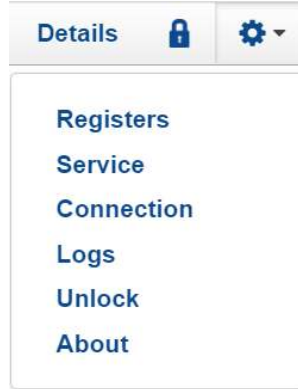 Details
Registers
Service
Connection
Logs
Unlock
About